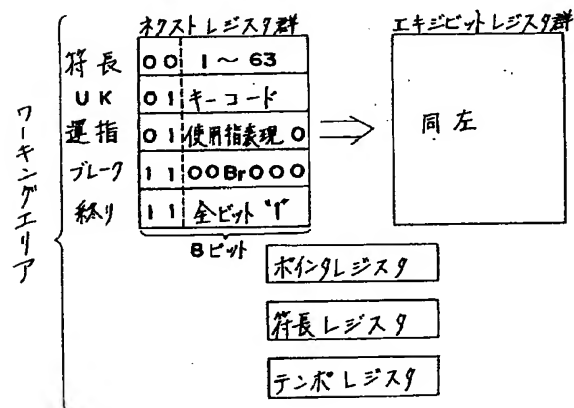 ネクストレジスタ群
エキジビットレジスタ群
ワーキングエリア
符長 00 1～63
UK 01 キーコード
運指 01 使用指表現 0
ブレーク 11 00Br000
終り 11 全ビット"1"
8ビット
同左
ポインタレジスタ
符長レジスタ
テンポレジスタ